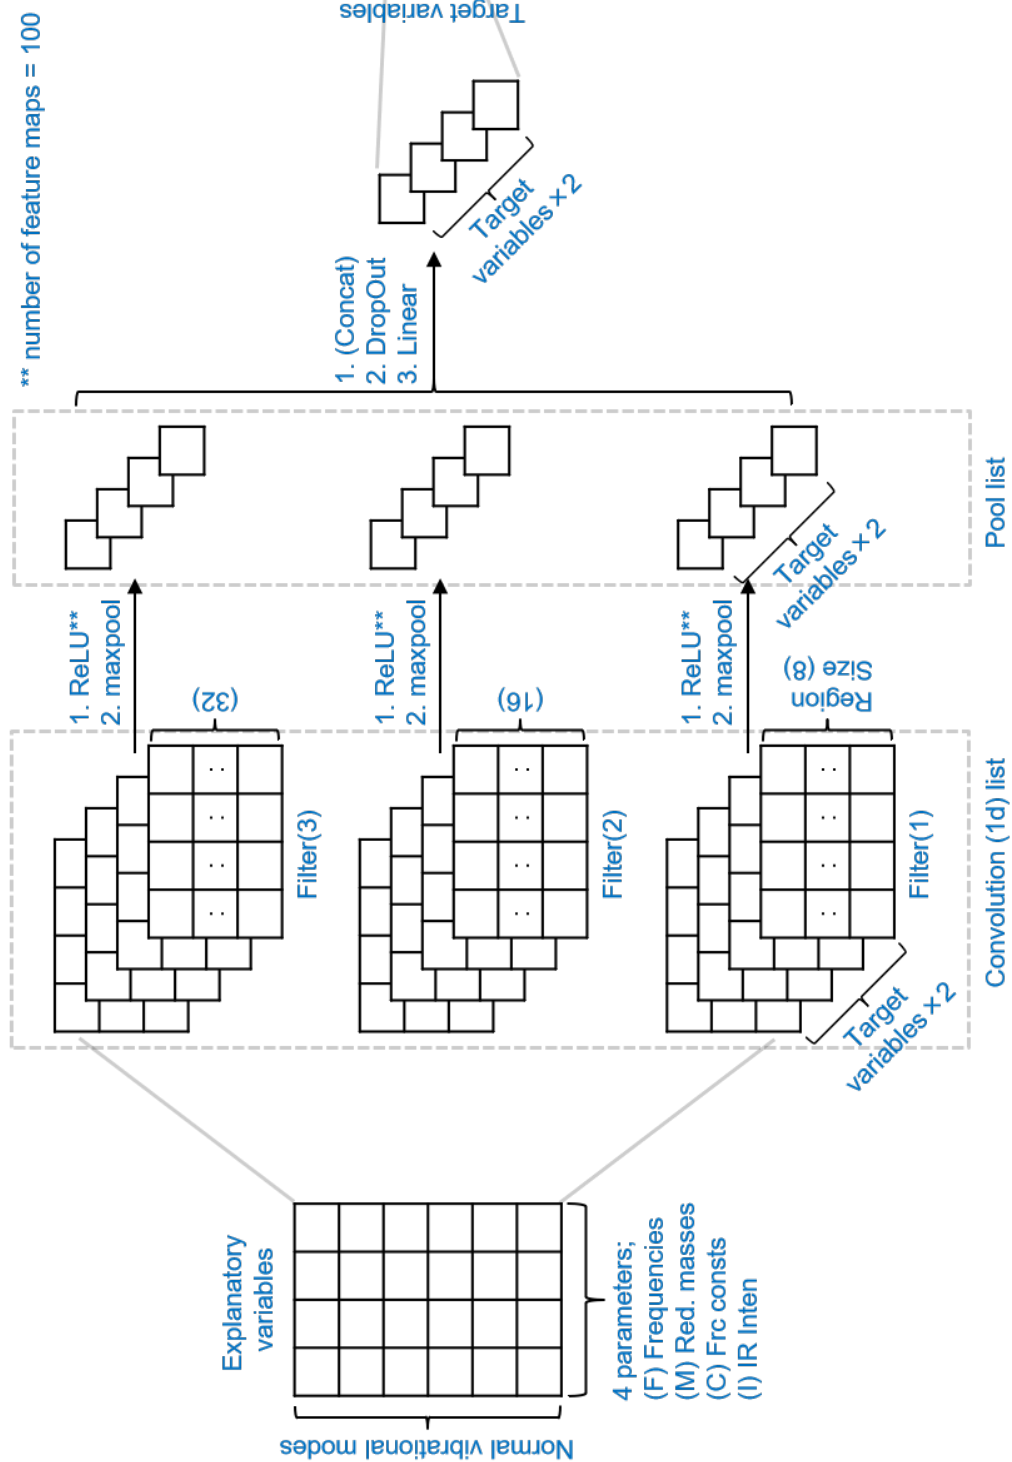 ** number of feature maps = 100
Explanatory
variables
Normal vibrational modes
4 parameters;
(F) Frequencies
(M) Red. masses
(C) Frc consts
(I) IR Inten
(32)
Filter(3)
(16)
Filter(2)
Region
Size (8)
Filter(1)
Target
variables × 2
Convolution (1d) list
1. ReLU**
2. maxpool
1. ReLU**
2. maxpool
1. ReLU**
2. maxpool
Target
variables × 2
Pool list
1. (Concat)
2. DropOut
3. Linear
Target
variables × 2
Target variables